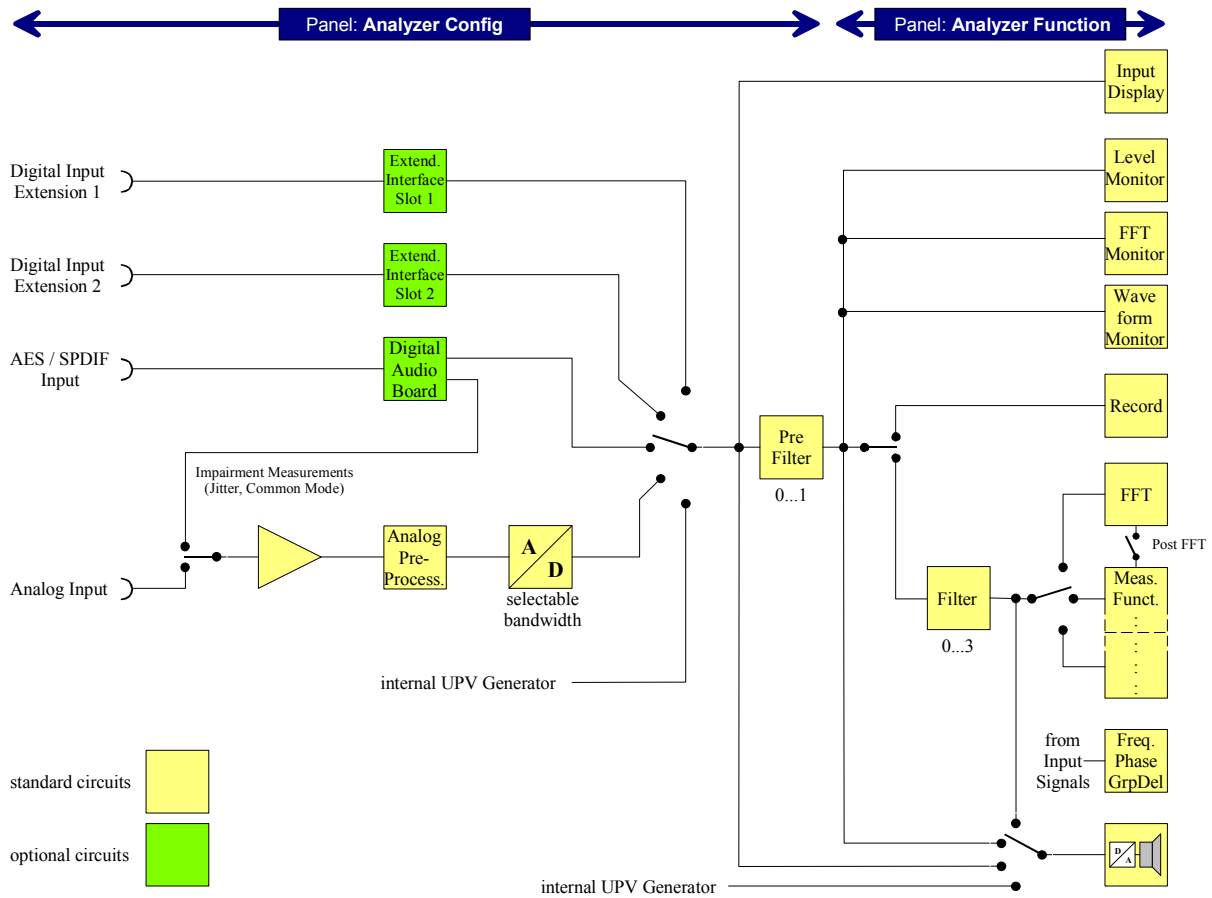 Panel: Analyzer Config
Panel: Analyzer Function
Input
Display
Digital Input
Extension 1
Extend.
Interface
Slot 1
Level
Monitor
Digital Input
Extension 2
Extend.
Interface
Slot 2
FFT
Monitor
Wave
form
Monitor
AES / SPDIF
Input
Digital
Audio
Board
Record
Pre
Filter
0...1
Impairment Measurements
(Jitter, Common Mode)
FFT
Post FFT
Analog Input
Analog
Pre-
Process.
A
D
selectable
bandwidth
Filter
0...3
Meas.
Funct.
:
:
:
:
internal UPV Generator
from
Input
Signals
Freq.
Phase
GrpDel
standard circuits
optional circuits
D
A
internal UPV Generator